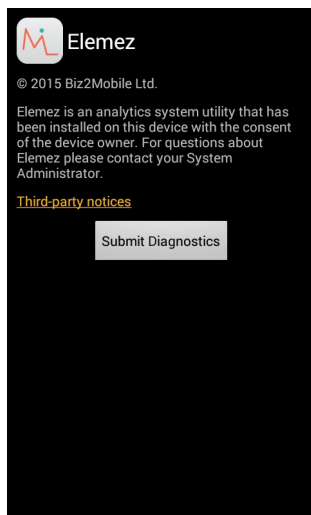 Elemez
© 2015 Biz2Mobile Ltd.
Elemez is an analytics system utility that has
been installed on this device with the consent
of the device owner. For questions about
Elemez please contact your System
Administrator.
Third-party notices
Submit Diagnostics